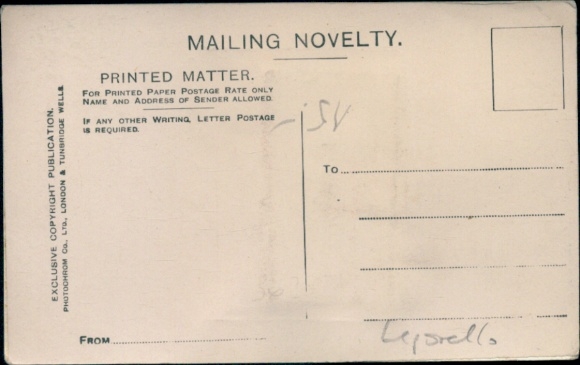 MAILING NOVELTY.
PRINTED MATTER.
FOR PRINTED PAPER POSTAGE RATE ONLY
NAME AND ADDRESS OF SENDER ALLOWED.
IF ANY OTHER WRITING, LETTER POSTAGE
IS REQUIRED.
EXCLUSIVE COPYRIGHT PUBLICATION.
PHOTOCHROM CO., LTD., LONDON & TUNBRIDGE WELLS.
TO
FROM
Leporello